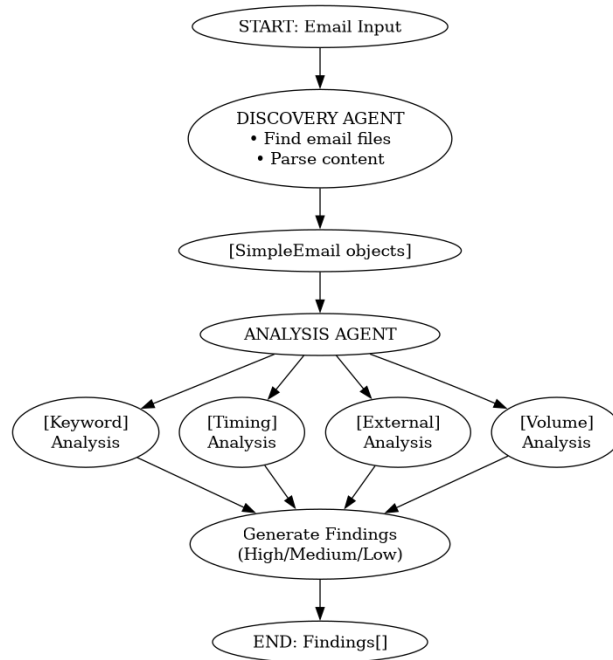 START: Email Input
DISCOVERY AGENT
• Find email files
• Parse content
[SimpleEmail objects]
ANALYSIS AGENT
[Keyword]
Analysis
[Timing]
Analysis
[External]
Analysis
[Volume]
Analysis
Generate Findings
(High/Medium/Low)
END: Findings[]